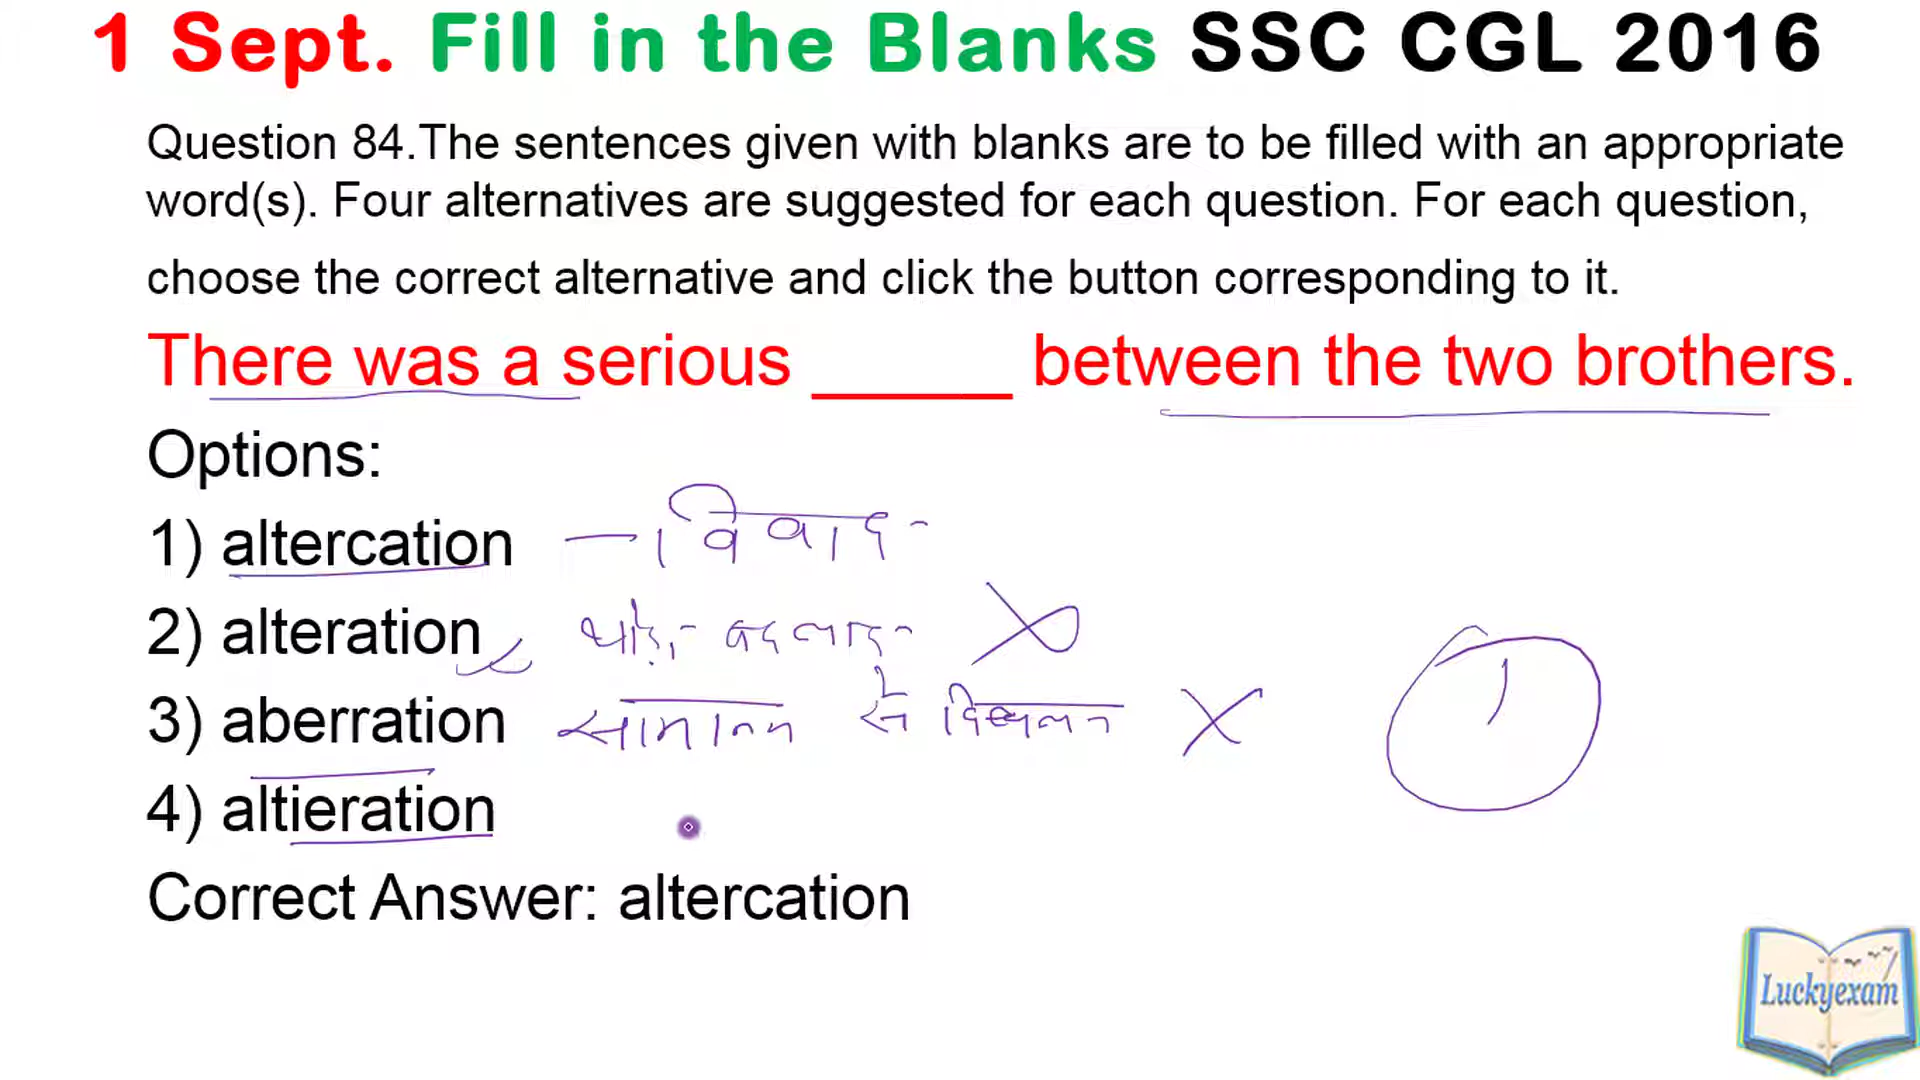 1 Sept. Fill in the Blanks SSC CGL 2016
Question 84.The sentences given with blanks are to be filled with an appropriate
word(s). Four alternatives are suggested for each question. For each question,
choose the correct alternative and click the button corresponding to it.
There was a serious _____ between the two brothers.
Options:
1) altercation – विवाद
2) alteration थोड़ा बदलाव
3) aberration सामान्य से विचलन
4) altieration
1
Correct Answer: altercation
Luckyexam